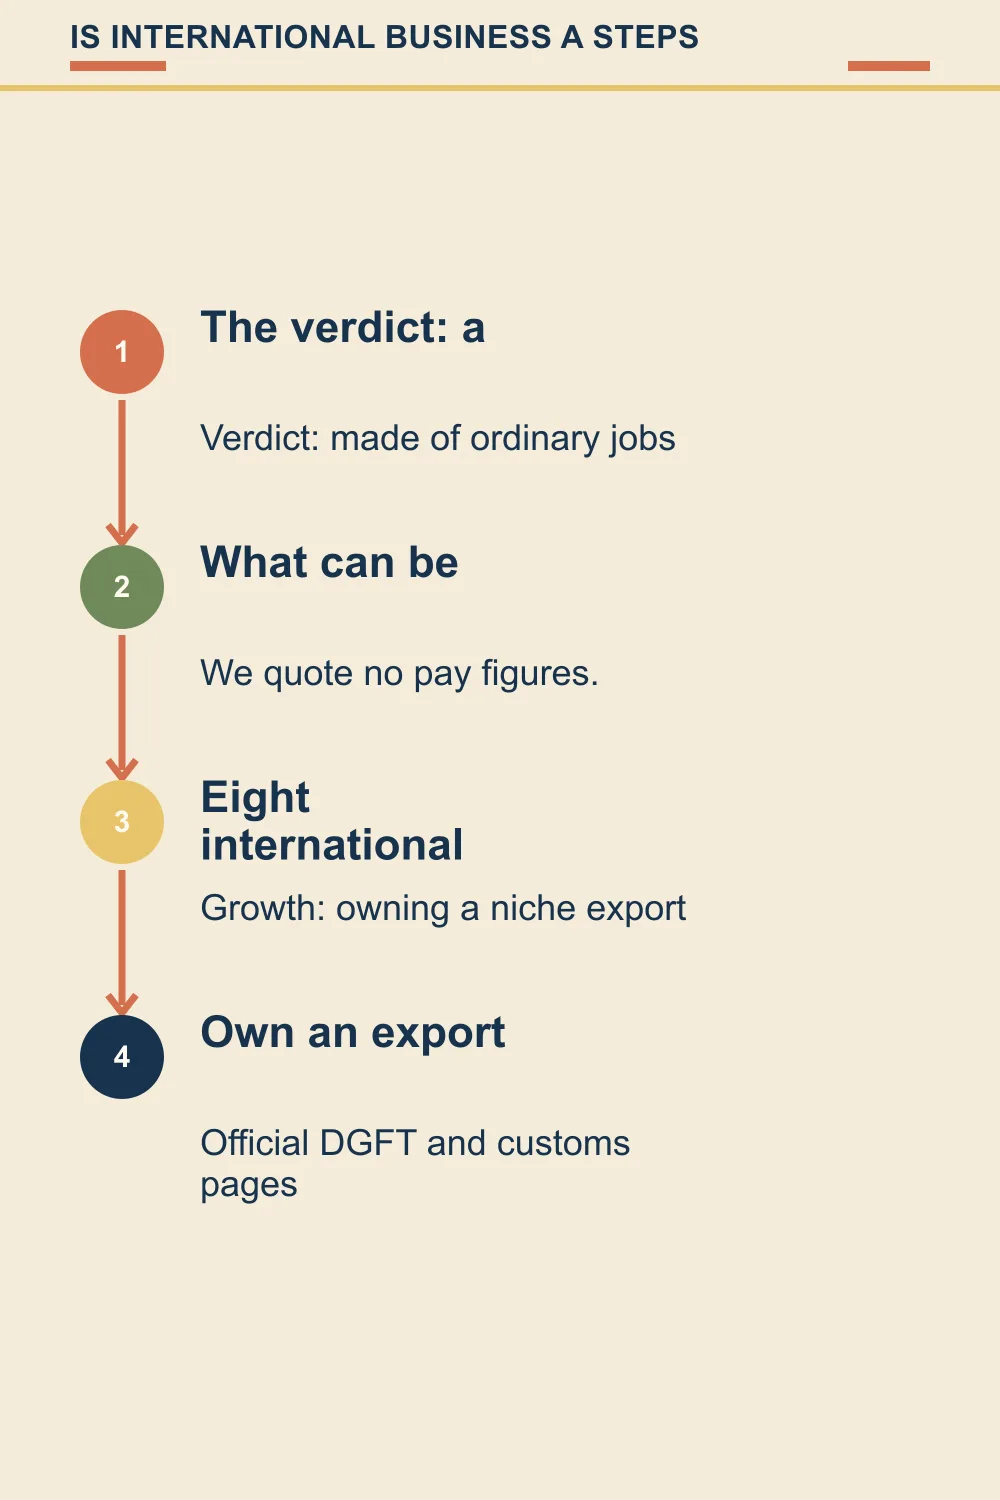 IS INTERNATIONAL BUSINESS A STEPS
1
The verdict: a
Verdict: made of ordinary jobs
2
What can be
We quote no pay figures.
3
Eight
international
Growth: owning a niche export
4
Own an export
Official DGFT and customs
pages